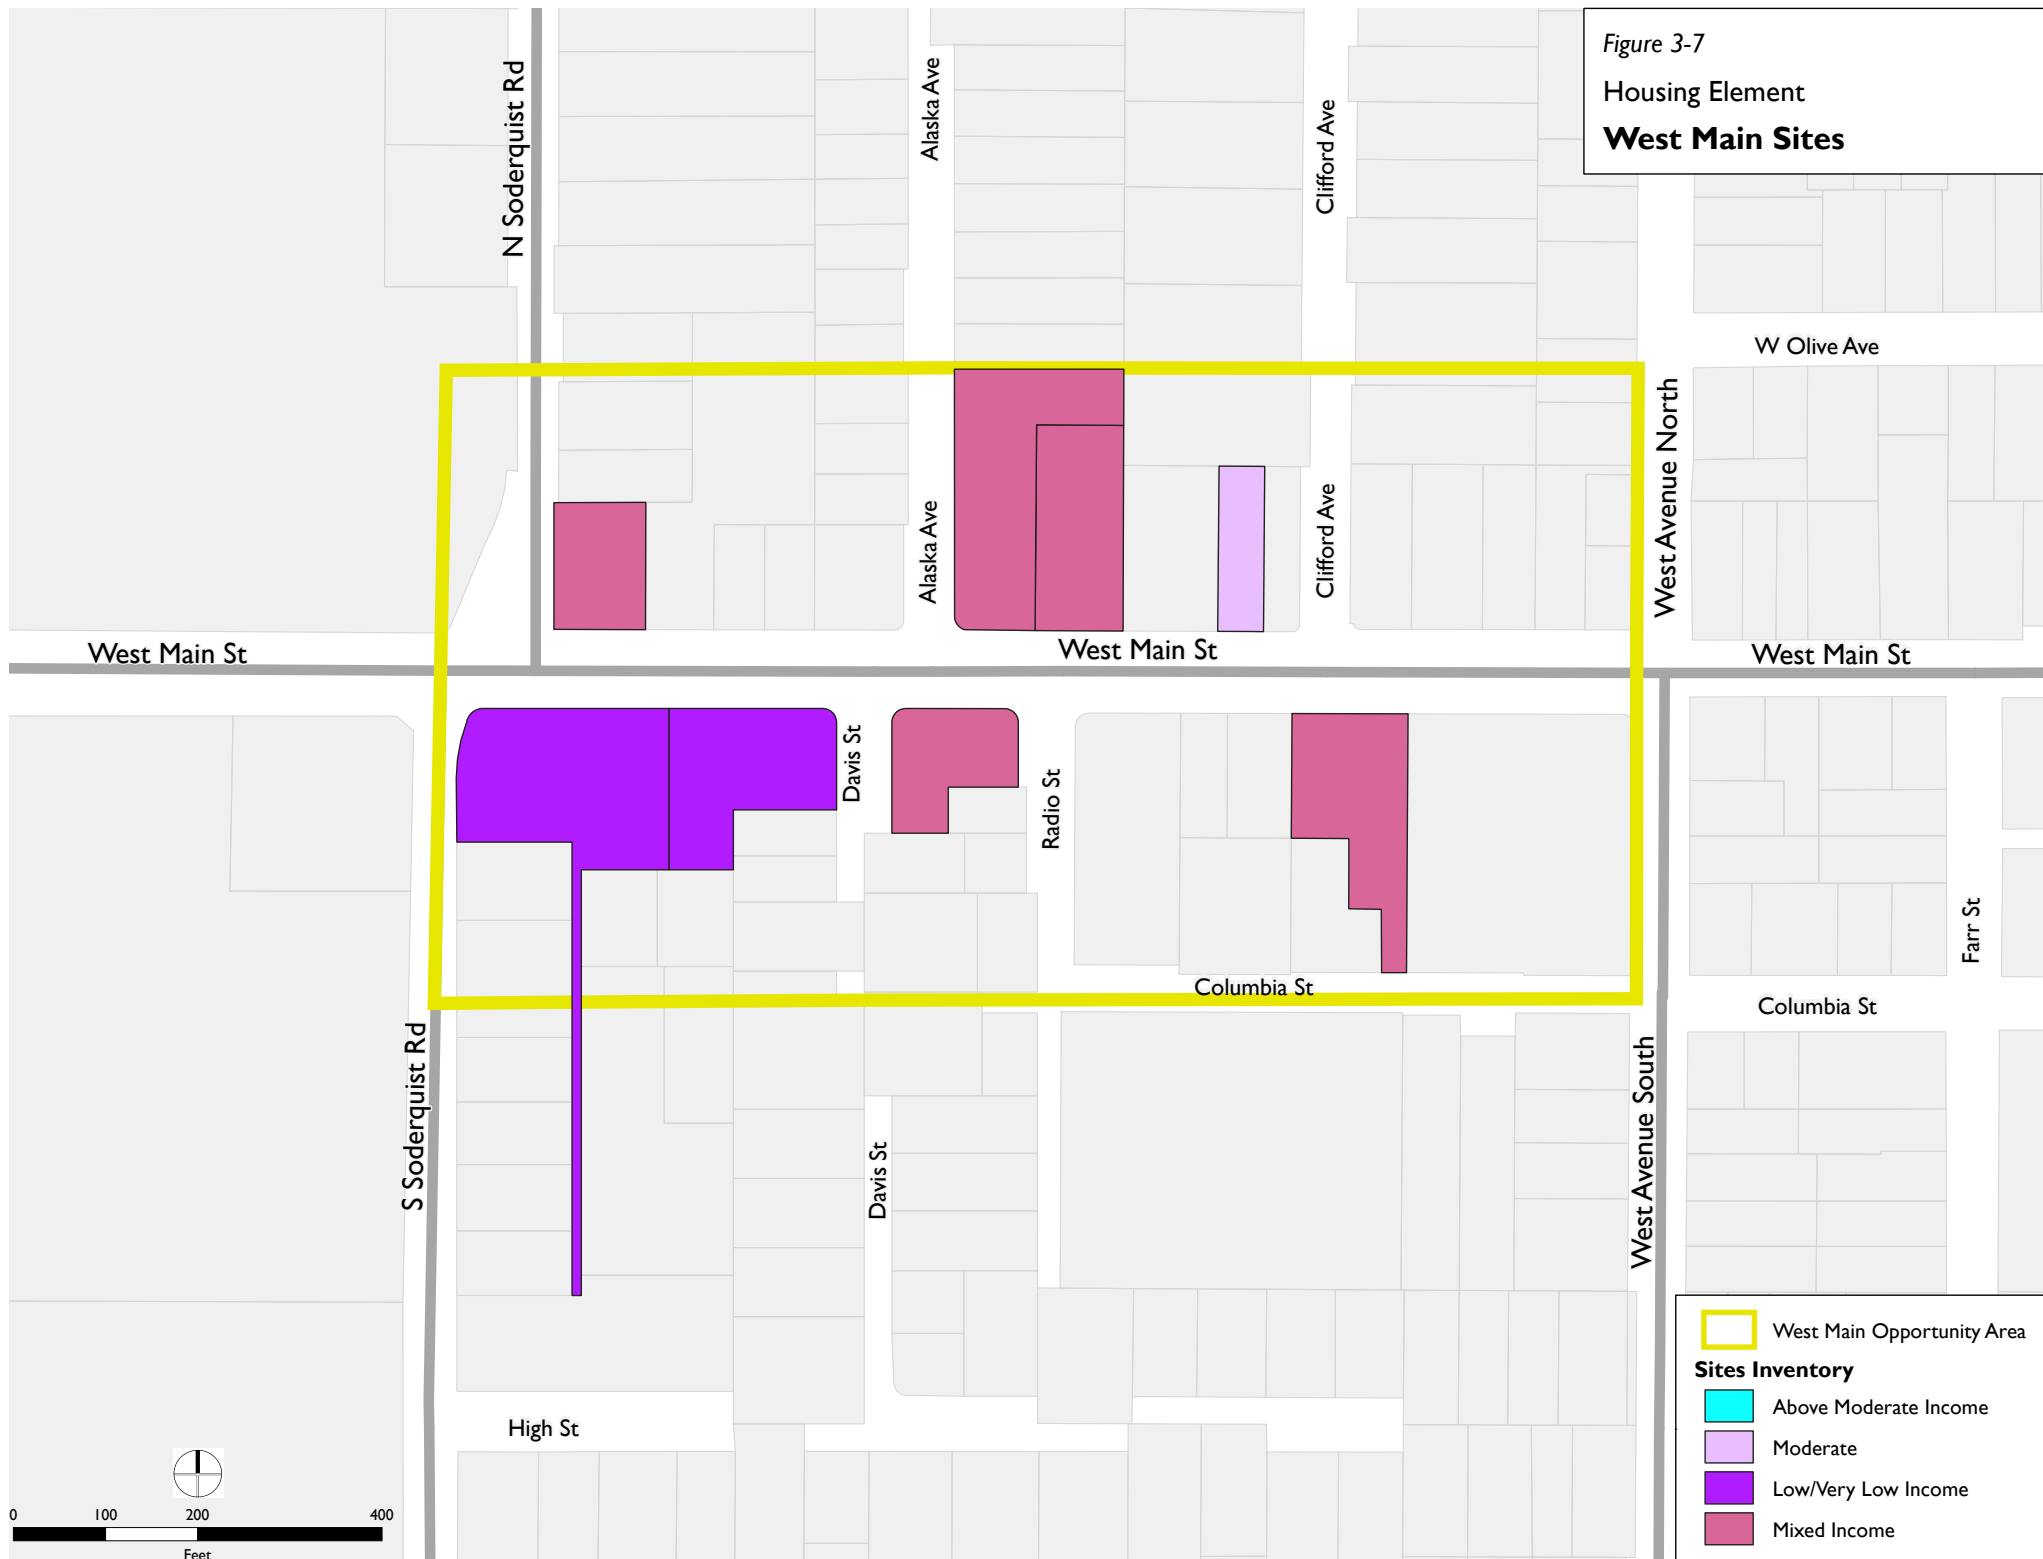 Figure 3-7
Housing Element
West Main Sites
N Soderquist Rd
Alaska Ave
Clifford Ave
W Olive Ave
West Avenue North
Alaska Ave
Clifford Ave
West Main St
West Main St
West Main St
Davis St
Radio St
Farr St
Columbia St
Columbia St
S Soderquist Rd
Davis St
West Avenue South
High St
West Main Opportunity Area
Sites Inventory
Above Moderate Income
Moderate
Low/Very Low Income
Mixed Income
0 100 200 400
Feet